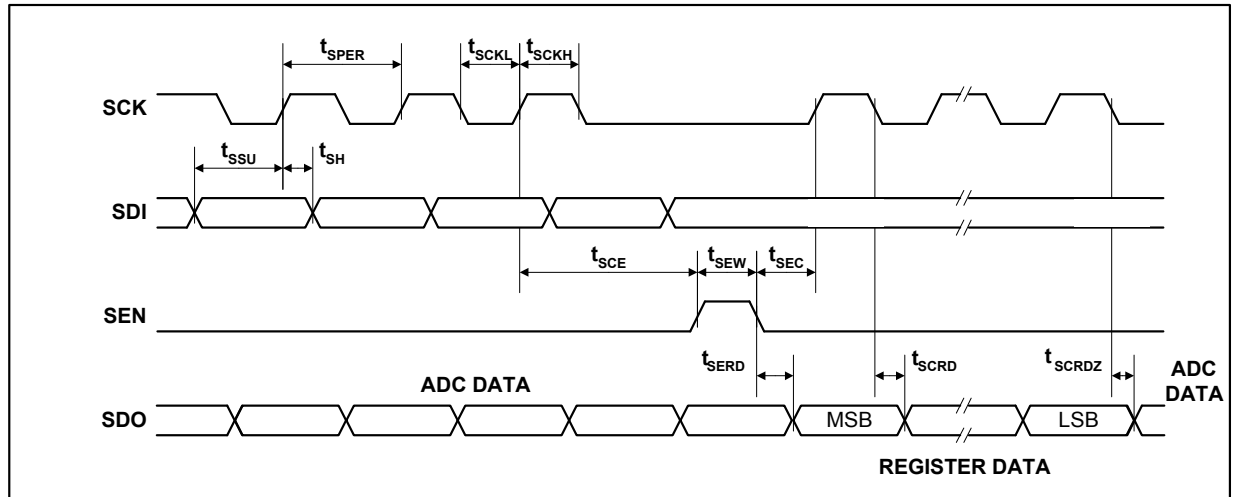 tSPER
tSCKL
tSCKH
SCK
tSSU
tSH
SDI
tSCE
tSEW
tSEC
SEN
tSERD
tSCRD
tSCRDZ
ADC DATA
ADC
DATA
SDO
MSB
LSB
REGISTER DATA